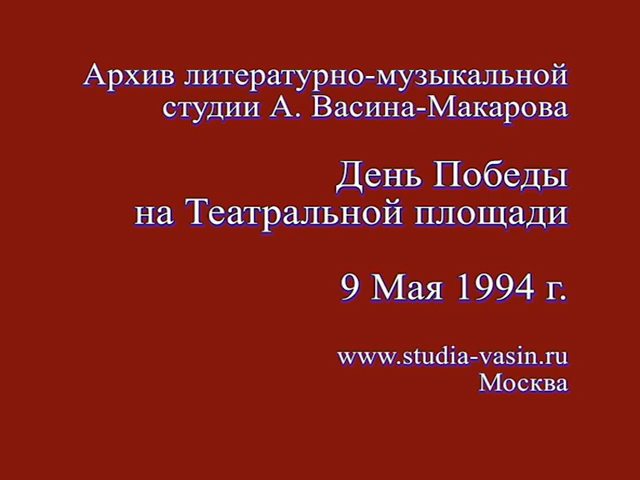 Архив литературно-музыкальной
студии А. Васина-Макарова
День Победы
на Театральной площади
9 Мая 1994 г.
www.studia-vasin.ru
Москва